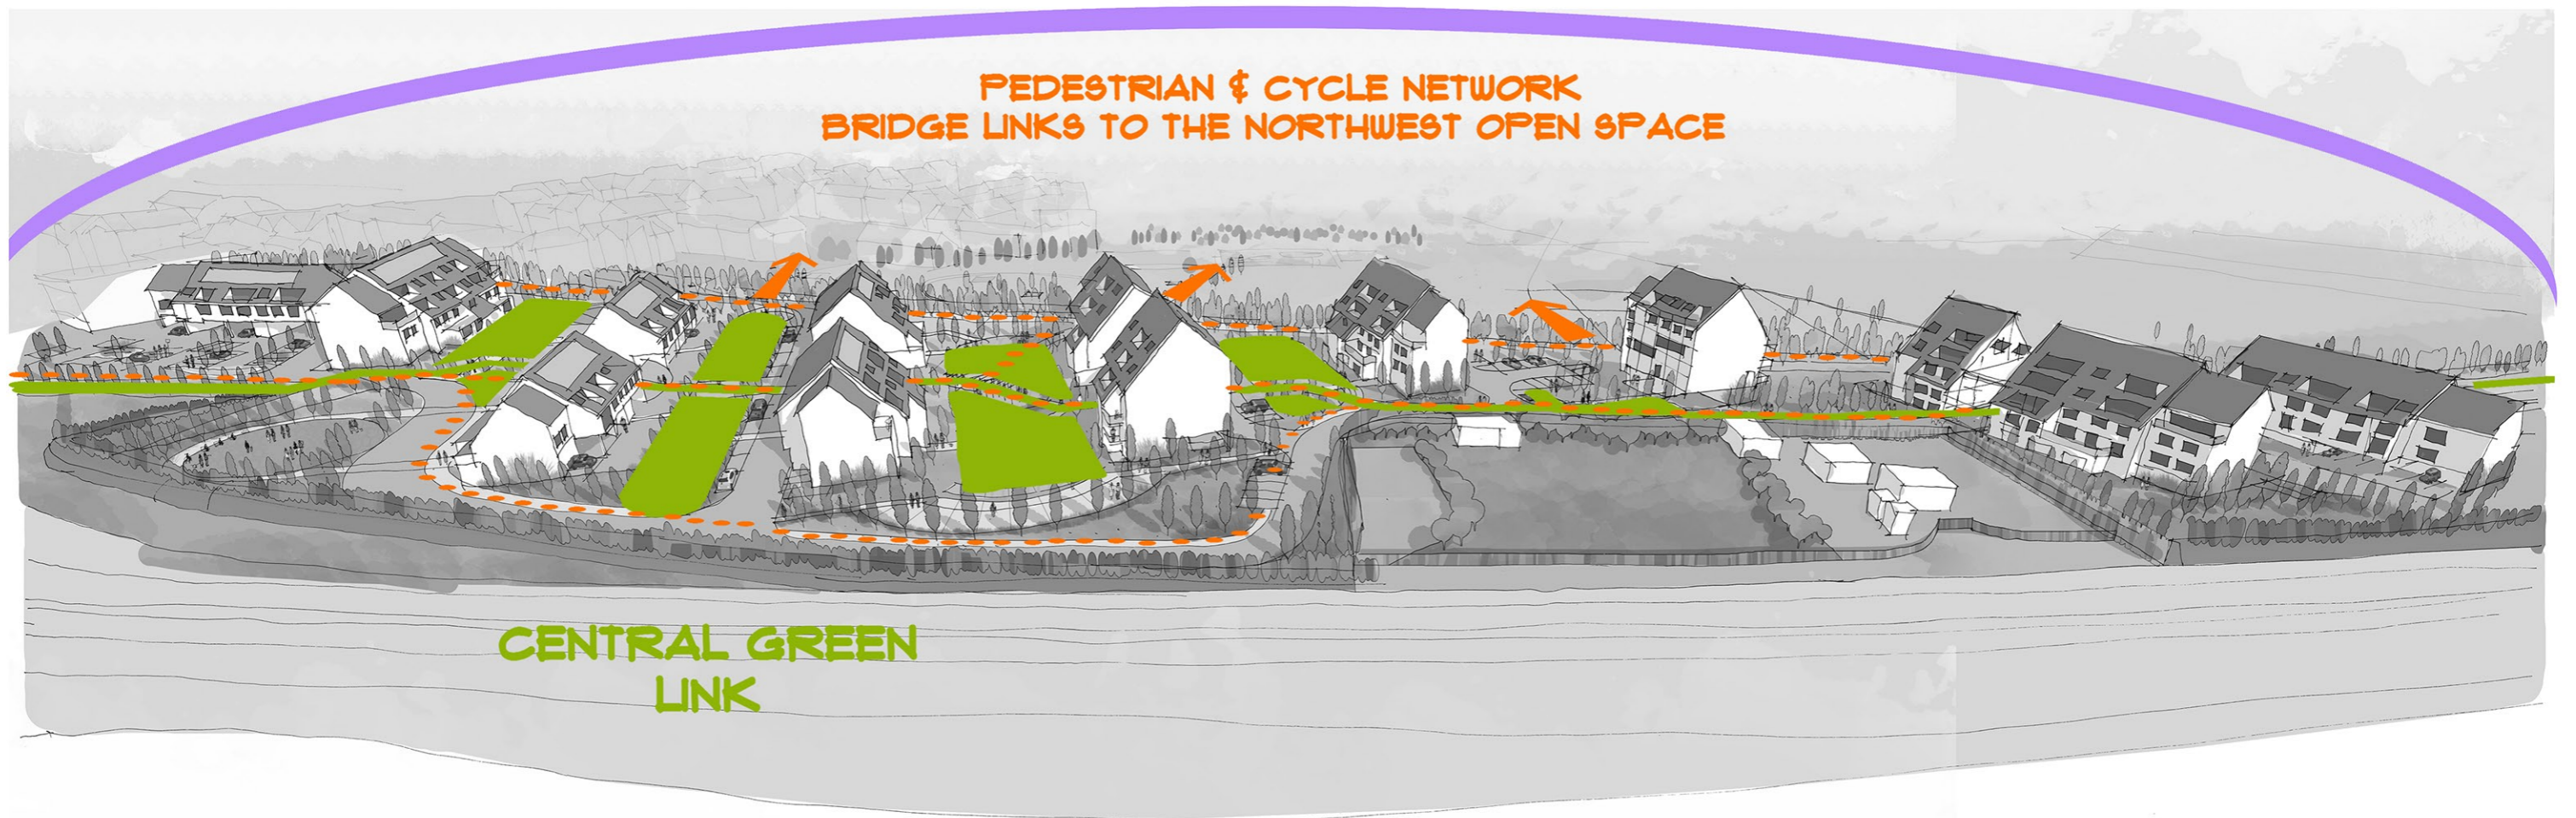 PEDESTRIAN & CYCLE NETWORK
BRIDGE LINKS TO THE NORTHWEST OPEN SPACE
CENTRAL GREEN
LINK